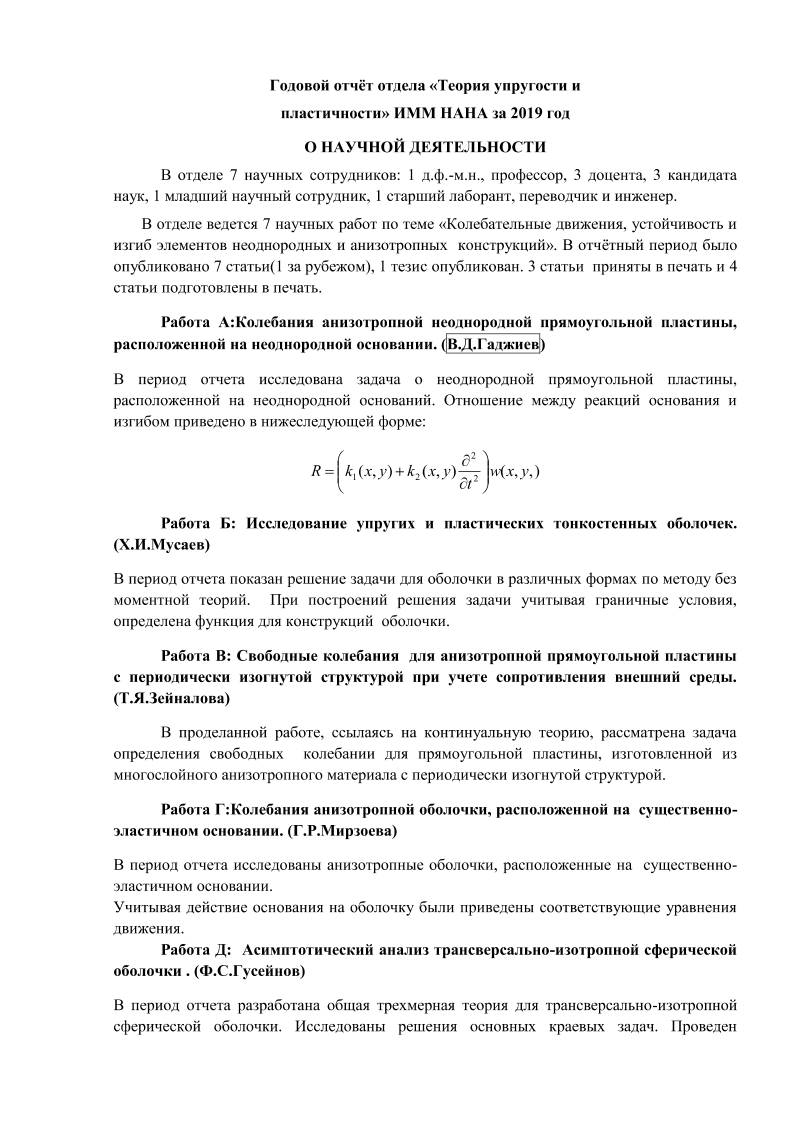 Годовой отчёт отдела «Теория упругости и
пластичности» ИММ НАНА за 2019 год
О НАУЧНОЙ ДЕЯТЕЛЬНОСТИ
В отделе 7 научных сотрудников: 1 д.ф.-м.н., профессор, 3 доцента, 3 кандидата
наук, 1 младший научный сотрудник, 1 старший лаборант, переводчик и инженер.
В отделе ведется 7 научных работ по теме «Колебательные движения, устойчивость и
изгиб элементов неоднородных и анизотропных конструкций». В отчётный период было
опубликовано 7 статьи(1 за рубежом), 1 тезис опубликован. 3 статьи приняты в печать и 4
статьи подготовлены в печать.
Работа А:Колебания анизотропной неоднородной прямоугольной пластины,
расположенной на неоднородной основании. (В.Д.Гаджиев)
В период отчета исследована задача о неоднородной прямоугольной пластины,
расположенной на неоднородной оснований. Отношение между реакций основания и
изгибом приведено в нижеследующей форме:
R = ( k₁(x, y) + k₂(x, y) ∂²/∂t² ) w(x, y,)
Работа Б: Исследование упругих и пластических тонкостенных оболочек.
(Х.И.Мусаев)
В период отчета показан решение задачи для оболочки в различных формах по методу без
моментной теорий. При построений решения задачи учитывая граничные условия,
определена функция для конструкций оболочки.
Работа В: Свободные колебания для анизотропной прямоугольной пластины
с периодически изогнутой структурой при учете сопротивления внешний среды.
(Т.Я.Зейналова)
В проделанной работе, ссылаясь на континуальную теорию, рассматрена задача
определения свободных колебании для прямоугольной пластины, изготовленной из
многослойного анизотропного материала с периодически изогнутой структурой.
Работа Г:Колебания анизотропной оболочки, расположенной на существенно-
эластичном основании. (Г.Р.Мирзоева)
В период отчета исследованы анизотропные оболочки, расположенные на существенно-
эластичном основании.
Учитывая действие основания на оболочку были приведены соответствующие уравнения
движения.
Работа Д: Асимптотический анализ трансверсально-изотропной сферической
оболочки . (Ф.С.Гусейнов)
В период отчета разработана общая трехмерная теория для трансверсально-изотропной
сферической оболочки. Исследованы решения основных краевых задач. Проведен